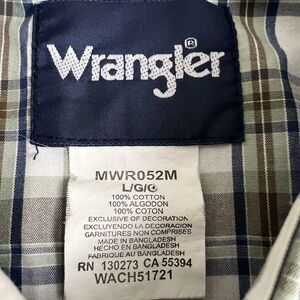 Wrangler®
MWR052M
L/G/G
100% COTTON
100% ALGODON
100% COTON
EXCLUSIVE OF DECORATION
EXCLUYENDO LA DECORACION
GARNITURES NON COMPRISES
MADE IN BANGLADESH
HECHO EN BANGLADESH
FABRIQUE AU BANGLADESH
RN 130273 CA 55394
WACH51721